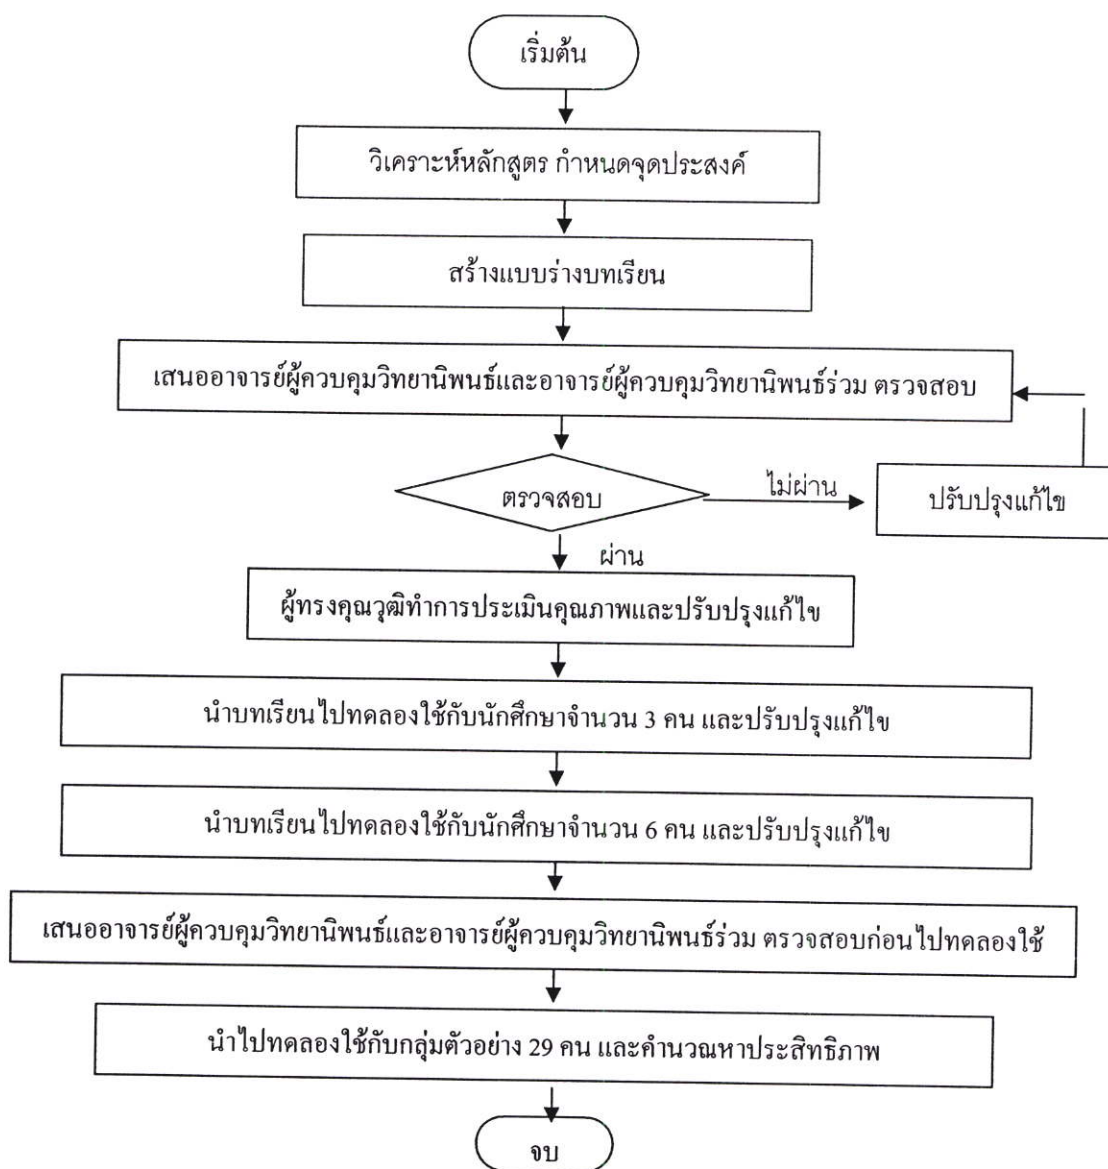 เริ่มต้น
วิเคราะห์หลักสูตร กำหนดจุดประสงค์
สร้างแบบร่างบทเรียน
เสนออาจารย์ผู้ควบคุมวิทยานิพนธ์และอาจารย์ผู้ควบคุมวิทยานิพนธ์ร่วม ตรวจสอบ
ตรวจสอบ
ไม่ผ่าน
ปรับปรุงแก้ไข
ผ่าน
ผู้ทรงคุณวุฒิทำการประเมินคุณภาพและปรับปรุงแก้ไข
นำบทเรียนไปทดลองใช้กับนักศึกษาจำนวน 3 คน และปรับปรุงแก้ไข
นำบทเรียนไปทดลองใช้กับนักศึกษาจำนวน 6 คน และปรับปรุงแก้ไข
เสนออาจารย์ผู้ควบคุมวิทยานิพนธ์และอาจารย์ผู้ควบคุมวิทยานิพนธ์ร่วม ตรวจสอบก่อนไปทดลองใช้
นำไปทดลองใช้กับกลุ่มตัวอย่าง 29 คน และคำนวณหาประสิทธิภาพ
จบ